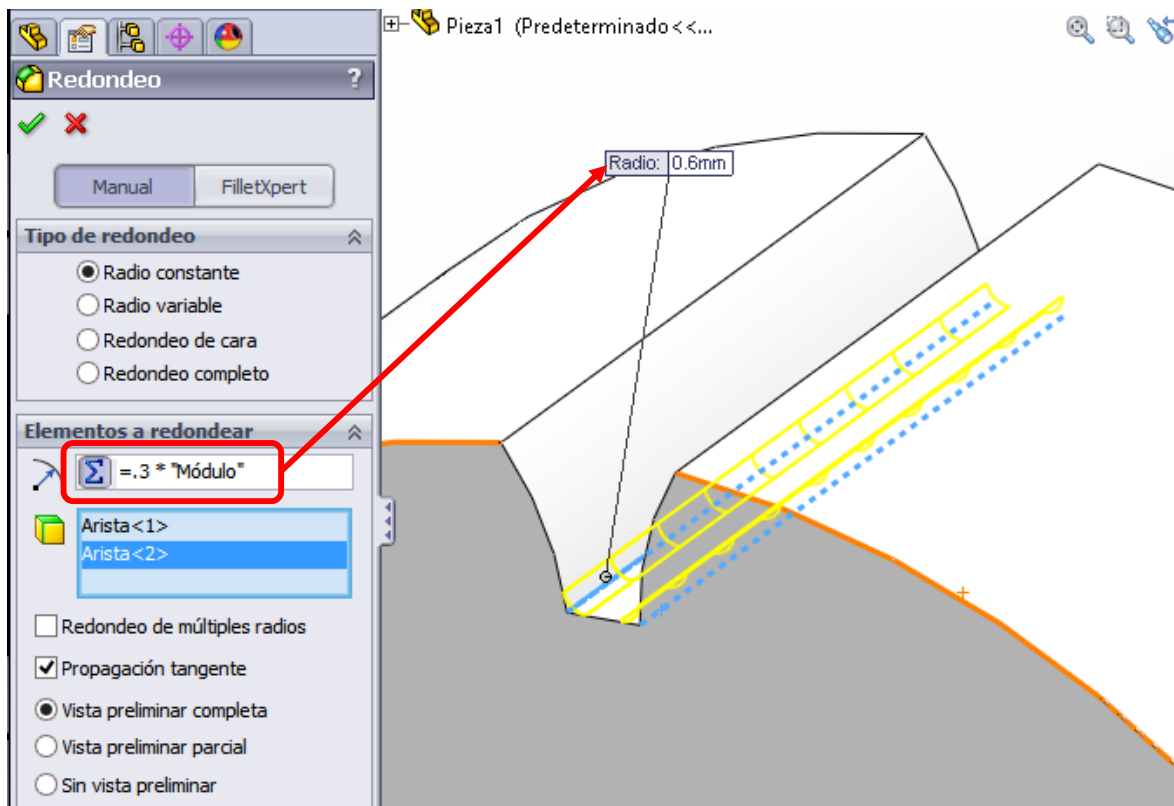 Pieza1 (Predeterminado<<...
Redondeo ?
Manual FilletXpert
Tipo de redondeo
Radio constante
Radio variable
Redondeo de cara
Redondeo completo
Elementos a redondear
Σ =.3 * "Módulo"
Arista<1>
Arista<2>
Redondeo de múltiples radios
Propagación tangente
Vista preliminar completa
Vista preliminar parcial
Sin vista preliminar
Radio: 0.6mm